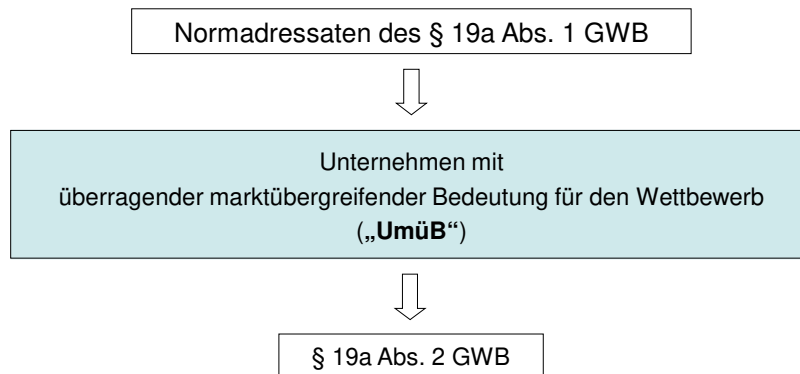 Normadressaten des § 19a Abs. 1 GWB
Unternehmen mit
überragender marktübergreifender Bedeutung für den Wettbewerb
(„UmüB“)
§ 19a Abs. 2 GWB